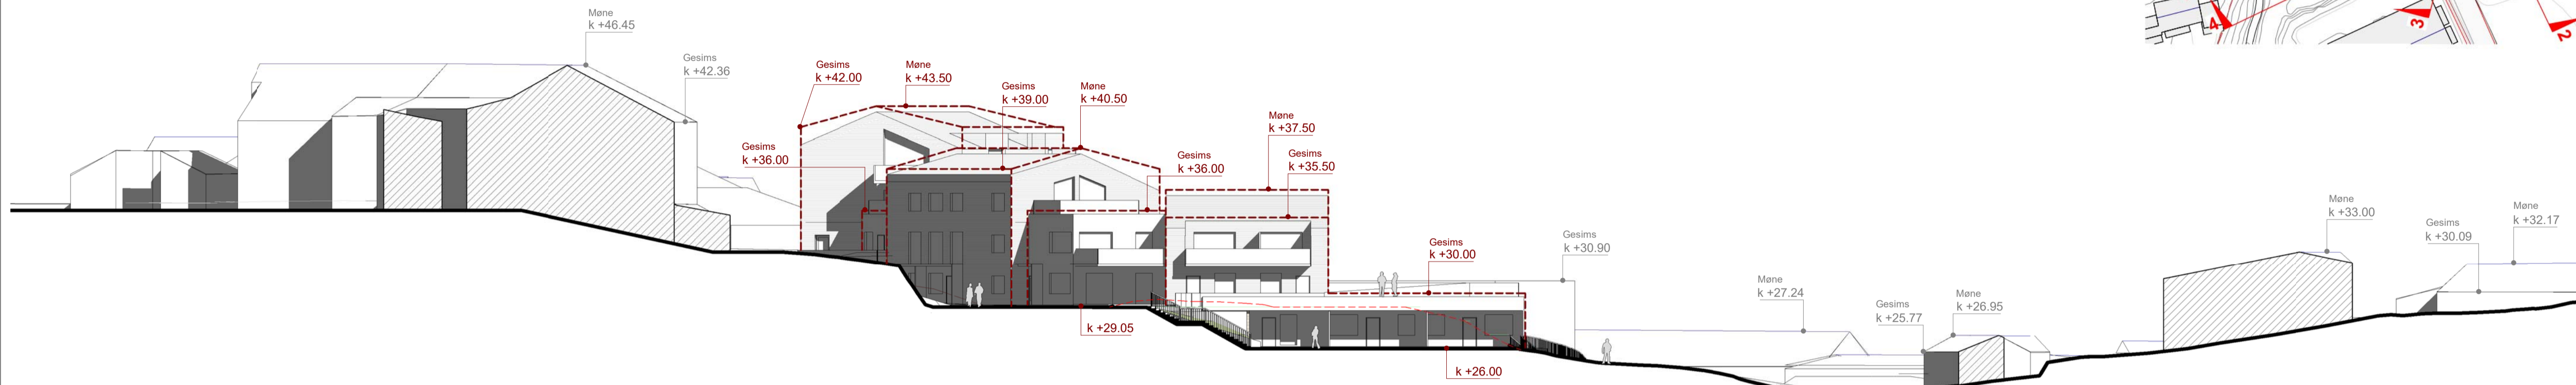 Møne
k +46.45
Gesims
k +42.36
Gesims
k +42.00
Møne
k +43.50
Gesims
k +39.00
Møne
k +40.50
Gesims
k +36.00
Møne
k +37.50
Gesims
k +36.00
Gesims
k +35.50
Gesims
k +30.00
Gesims
k +30.90
k +29.05
k +26.00
Møne
k +27.24
Gesims
k +25.77
Møne
k +26.95
Møne
k +33.00
Gesims
k +30.09
Møne
k +32.17
4
3
2